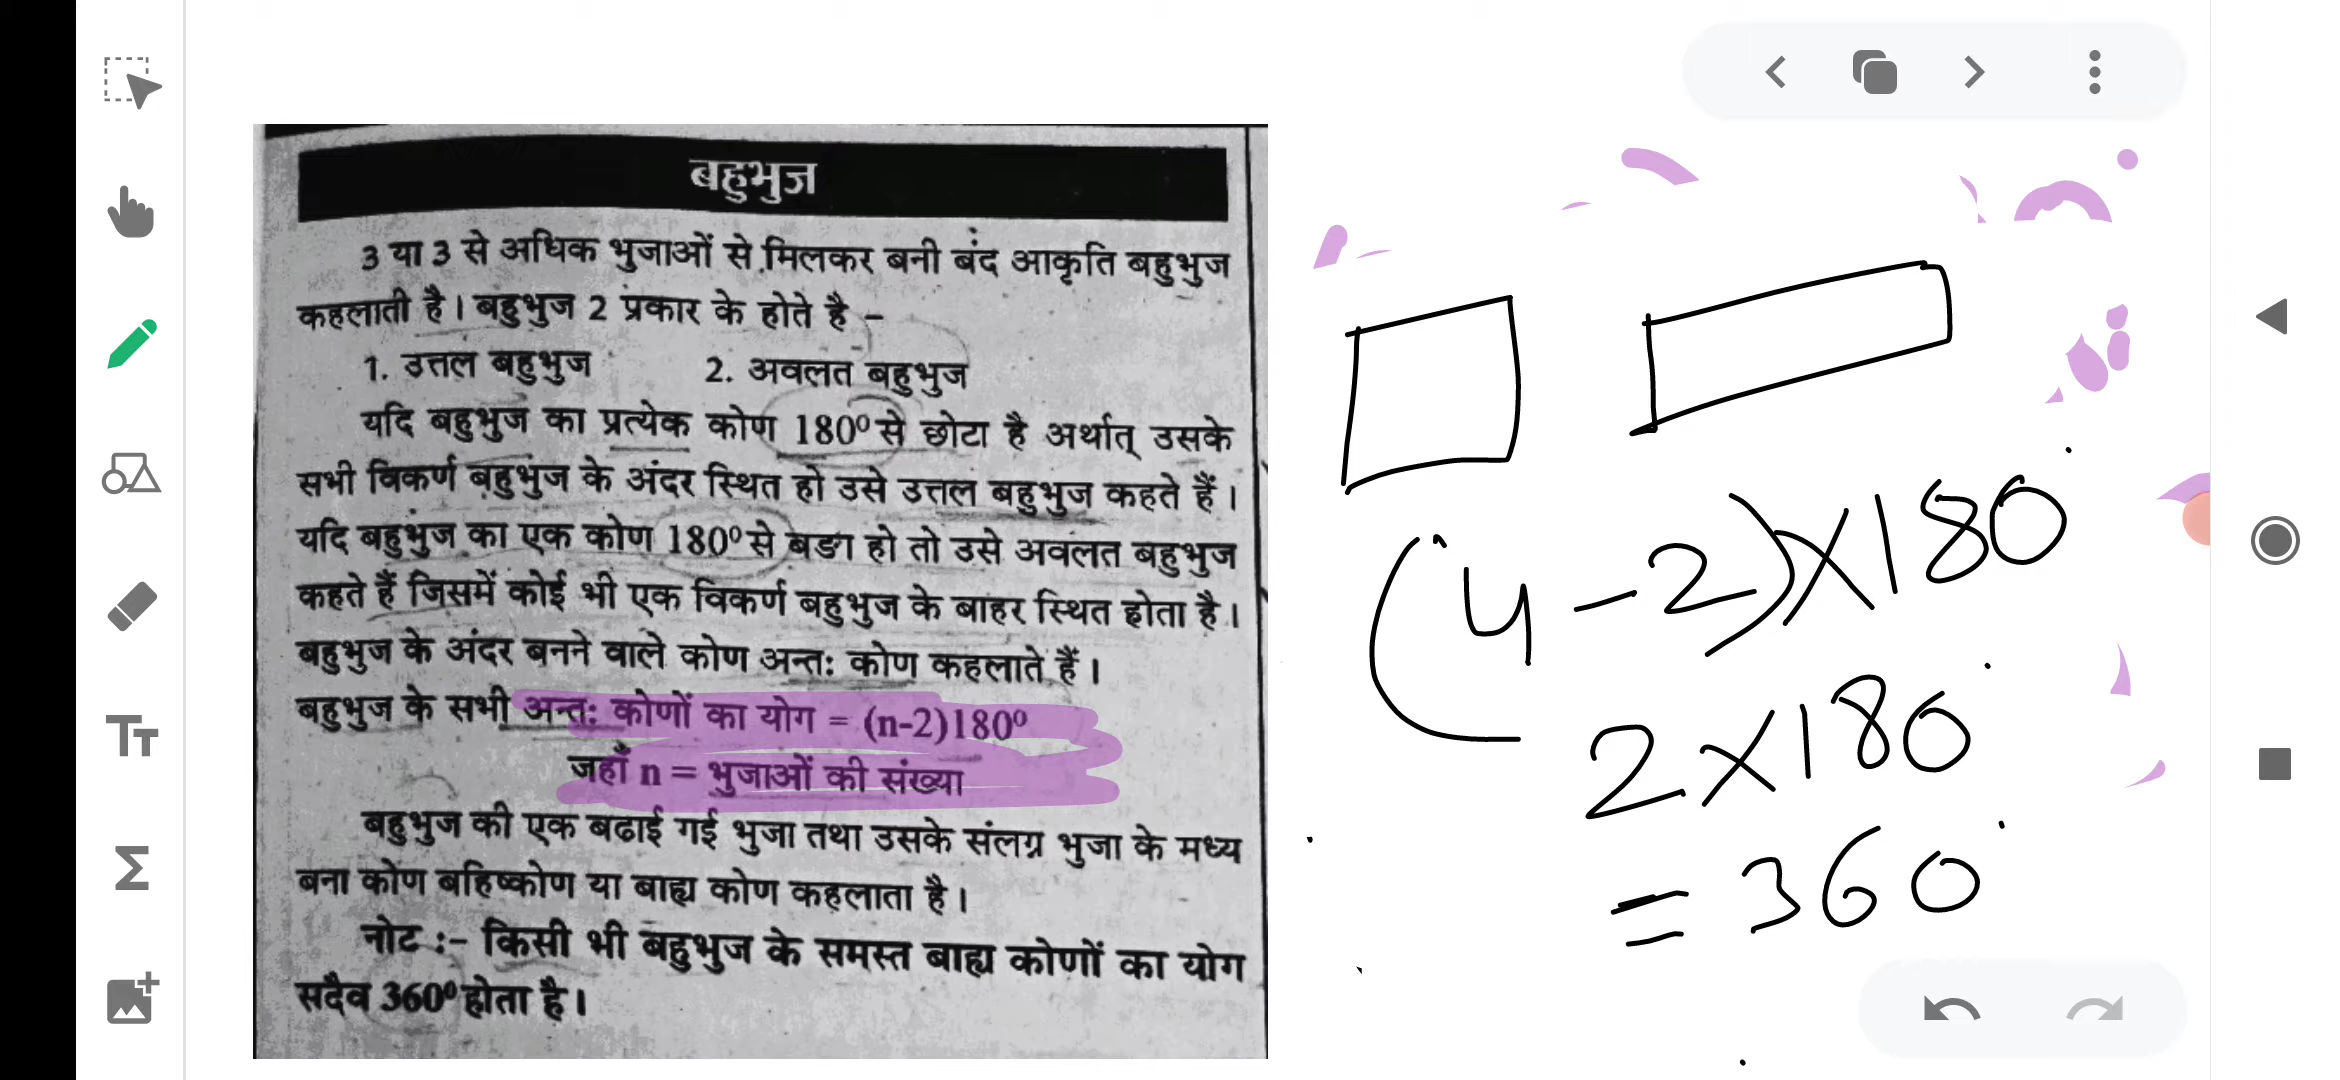 बहुभुज
3 या 3 से अधिक भुजाओं से मिलकर बनी बंद आकृति बहुभुज
कहलाती है। बहुभुज 2 प्रकार के होते है –
1. उत्तल बहुभुज 2. अवलत बहुभुज
यदि बहुभुज का प्रत्येक कोण 180° से छोटा है अर्थात् उसके
सभी विकर्ण बहुभुज के अंदर स्थित हो उसे उत्तल बहुभुज कहते हैं।
यदि बहुभुज का एक कोण 180° से बडा हो तो उसे अवलत बहुभुज
कहते हैं जिसमें कोई भी एक विकर्ण बहुभुज के बाहर स्थित होता है।
बहुभुज के अंदर बनने वाले कोण अन्त: कोण कहलाते हैं।
बहुभुज के सभी अन्त: कोणों का योग = (n-2)180°
जहाँ n = भुजाओं की संख्या
बहुभुज की एक बढाई गई भुजा तथा उसके संलग्न भुजा के मध्य
बना कोण बहिष्कोण या बाह्य कोण कहलाता है।
नोट :– किसी भी बहुभुज के समस्त बाह्य कोणों का योग
सदैव 360° होता है।
(4-2)×180°
2×180°
=360°